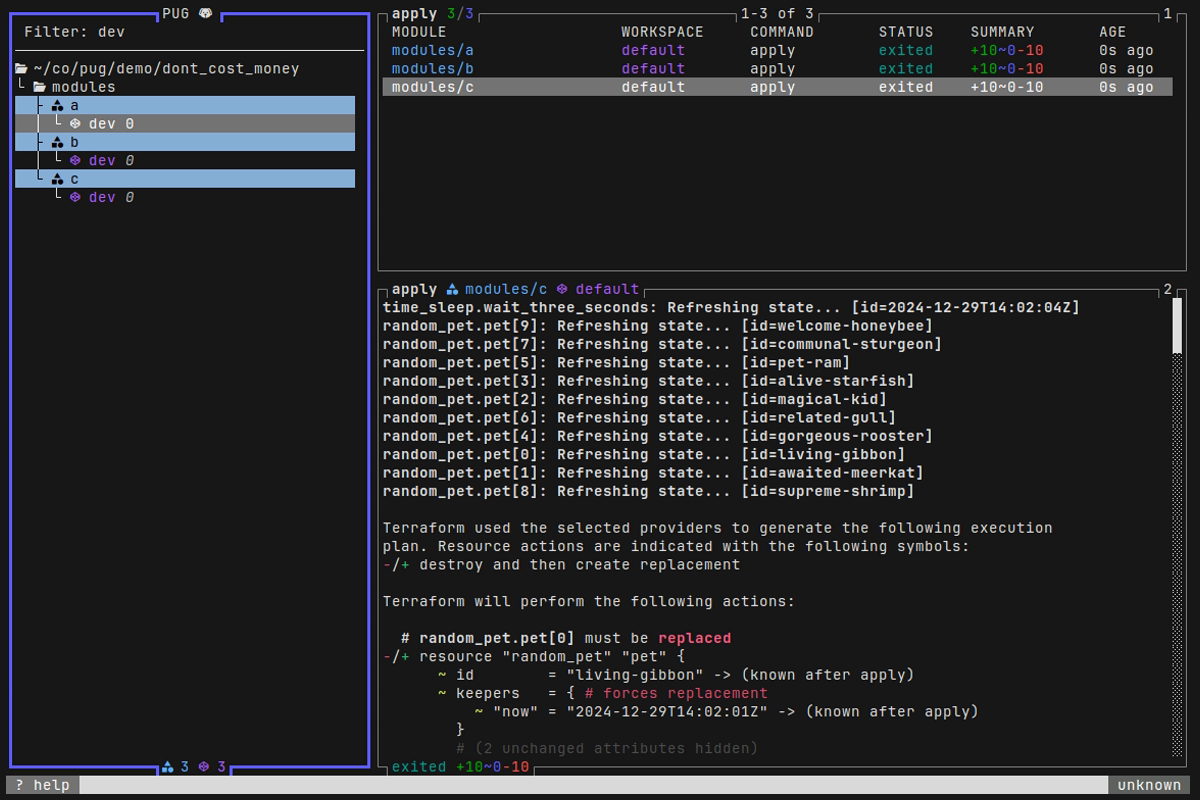 PUG
Filter: dev
~/co/pug/demo/dont_cost_money
modules
a
dev 0
b
dev 0
c
dev 0
3 3
apply 3/3 1-3 of 3 1
MODULE WORKSPACE COMMAND STATUS SUMMARY AGE
modules/a default apply exited +10~0-10 0s ago
modules/b default apply exited +10~0-10 0s ago
modules/c default apply exited +10~0-10 0s ago
apply modules/c default 2
time_sleep.wait_three_seconds: Refreshing state... [id=2024-12-29T14:02:04Z]
random_pet.pet[9]: Refreshing state... [id=welcome-honeybee]
random_pet.pet[7]: Refreshing state... [id=communal-sturgeon]
random_pet.pet[5]: Refreshing state... [id=pet-ram]
random_pet.pet[3]: Refreshing state... [id=alive-starfish]
random_pet.pet[2]: Refreshing state... [id=magical-kid]
random_pet.pet[6]: Refreshing state... [id=related-gull]
random_pet.pet[4]: Refreshing state... [id=gorgeous-rooster]
random_pet.pet[0]: Refreshing state... [id=living-gibbon]
random_pet.pet[1]: Refreshing state... [id=awaited-meerkat]
random_pet.pet[8]: Refreshing state... [id=supreme-shrimp]
Terraform used the selected providers to generate the following execution
plan. Resource actions are indicated with the following symbols:
-/+ destroy and then create replacement
Terraform will perform the following actions:
# random_pet.pet[0] must be replaced
-/+ resource "random_pet" "pet" {
~ id = "living-gibbon" -> (known after apply)
~ keepers = { # forces replacement
~ "now" = "2024-12-29T14:02:01Z" -> (known after apply)
}
# (2 unchanged attributes hidden)
exited +10~0-10
? help unknown